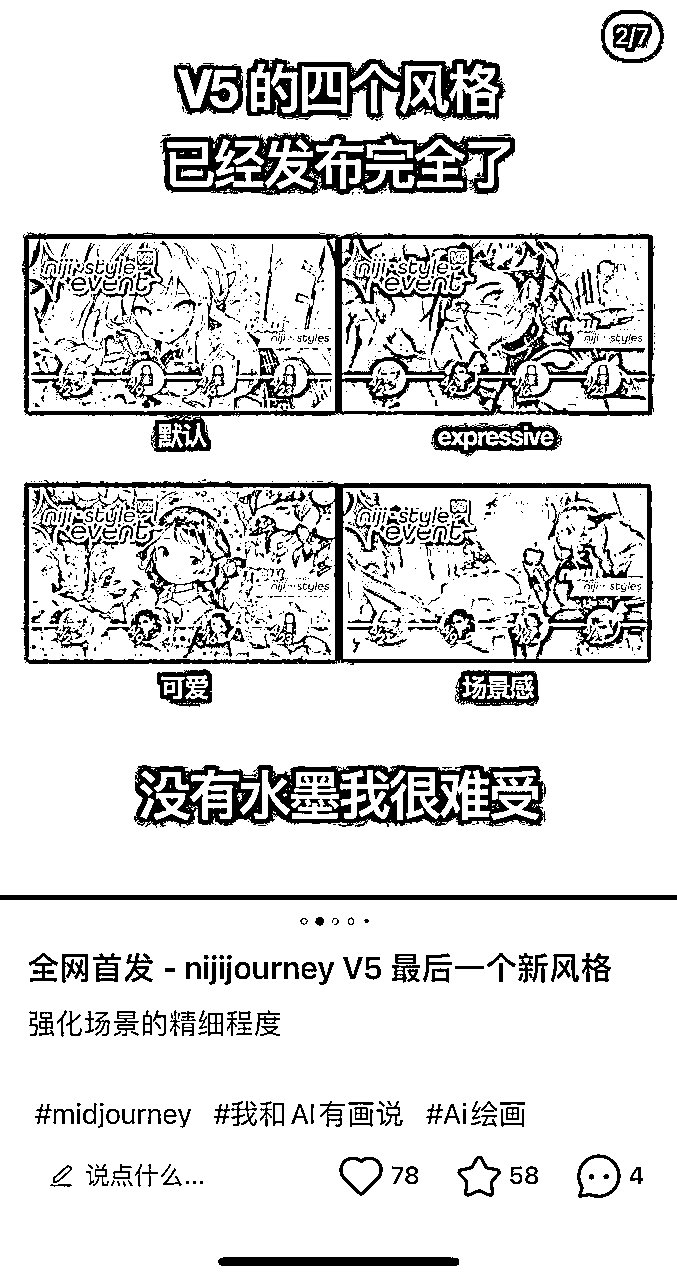 2/7
V5的四个风格
已经发布完全了
niji·style V5
event
niji·styles
niji·style V5
event
niji·styles
默认
expressive
niji·style V5
event
niji·styles
niji·style V5
event
niji·styles
可爱
场景感
没有水墨我很难受
全网首发 - nijijourney V5 最后一个新风格
强化场景的精细程度
#midjourney #我和AI有画说 #Ai绘画
说点什么...
78
58
4